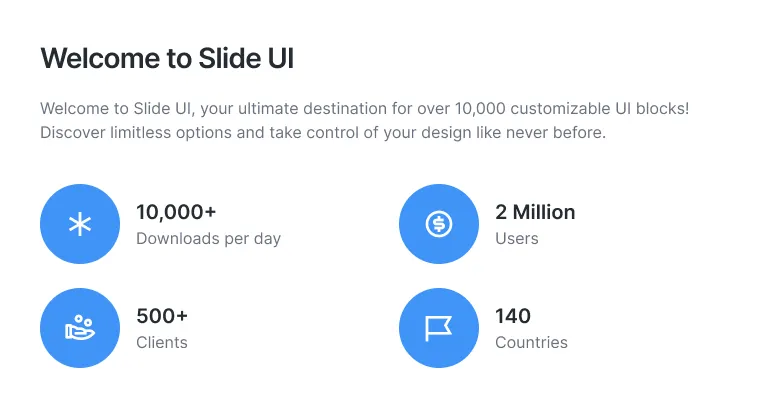 Welcome to Slide UI
Welcome to Slide UI, your ultimate destination for over 10,000 customizable UI blocks!
Discover limitless options and take control of your design like never before.
10,000+
Downloads per day
2 Million
Users
500+
Clients
140
Countries